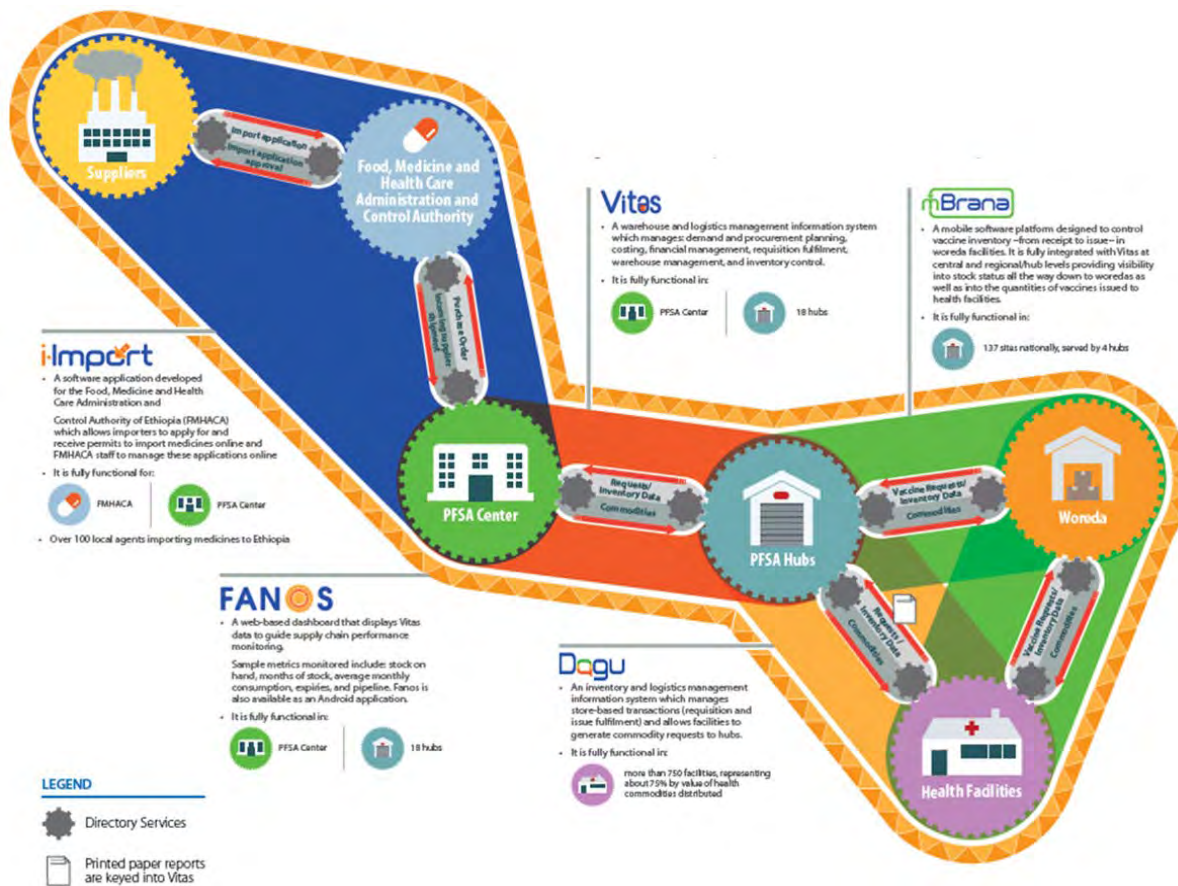 Suppliers
Import application
Import application
approval
Food, Medicine and
Health Care
Administration and
Control Authority
Purchase Order
Incoming supplier
shipment
i-Import
• A software application developed
for the Food, Medicine and Health
Care Administration and
Control Authority of Ethiopia (FMHACA)
which allows importers to apply for and
receive permits to import medicines online and
FMHACA staff to manage these applications online
• It is fully functional for:
FMHACA
PFSA Center
• Over 100 local agents importing medicines to Ethiopia
Vitas
• A warehouse and logistics management information system
which manages: demand and procurement planning,
costing, financial management, requisition fulfilment,
warehouse management, and inventory control.
• It is fully functional in:
PFSA Center
18 hubs
mBrana
• A mobile software platform designed to control
vaccine inventory –from receipt to issue– in
woreda facilities. It is fully integrated with Vitas at
central and regional/hub levels providing visibility
into stock status all the way down to woredas as
well as into the quantities of vaccines issued to
health facilities.
• It is fully functional in:
137 sites nationally, served by 4 hubs
PFSA Center
Requests/
Inventory Data
Commodities
PFSA Hubs
Vaccine Requests/
Inventory Data
Commodities
Woreda
Requests /
Inventory Data
Commodities
Vaccine Requests/
Inventory Data
Commodities
Health Facilities
FANOS
• A web-based dashboard that displays Vitas
data to guide supply chain performance
monitoring.
Sample metrics monitored include: stock on
hand, months of stock, average monthly
consumption, expiries, and pipeline. Fanos is
also available as an Android application.
• It is fully functional in:
PFSA Center
18 hubs
Dagu
• An inventory and logistics management
information system which manages
store-based transactions (requisition and
issue fulfilment) and allows facilities to
generate commodity requests to hubs.
• It is fully functional in:
more than 750 facilities, representing
about 75% by value of health
commodities distributed
LEGEND
Directory Services
Printed paper reports
are keyed into Vitas